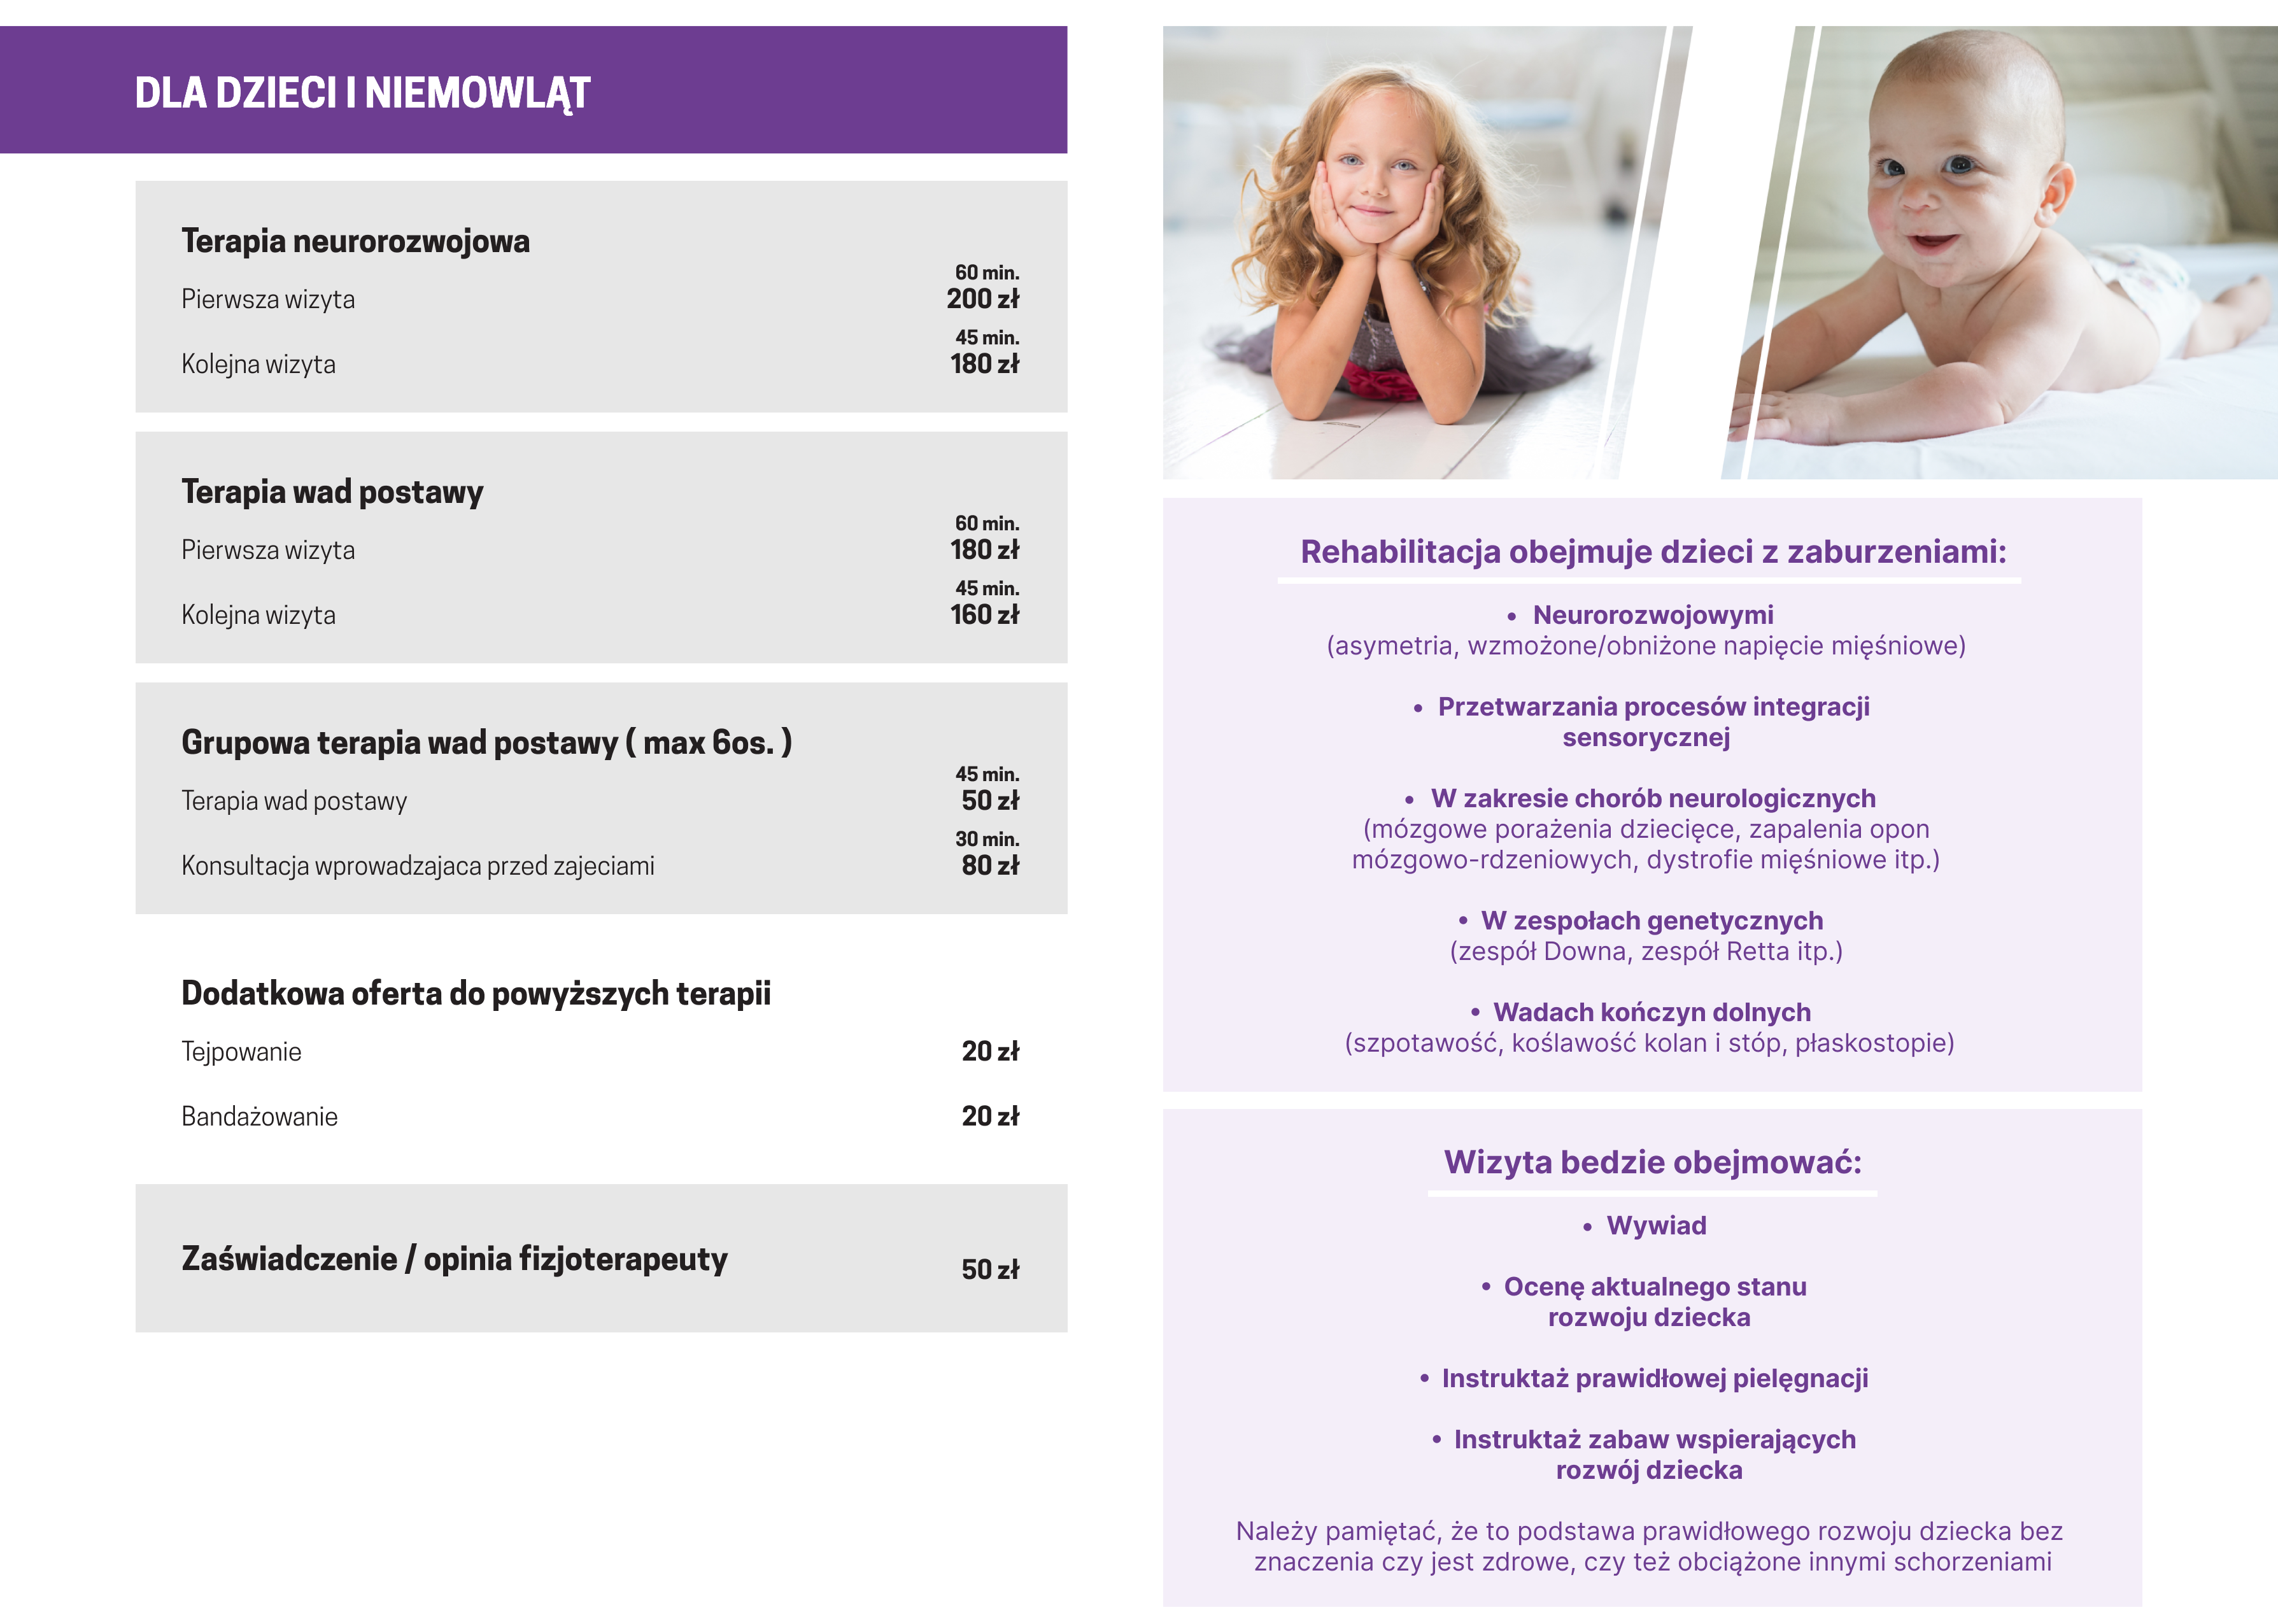 DLA DZIECI I NIEMOWLĄT
Terapia neurorozwojowa
60 min.
Pierwsza wizyta 200 zł
45 min.
Kolejna wizyta 180 zł
Terapia wad postawy
60 min.
Pierwsza wizyta 180 zł
45 min.
Kolejna wizyta 160 zł
Grupowa terapia wad postawy ( max 6os. )
45 min.
Terapia wad postawy 50 zł
30 min.
Konsultacja wprowadzajaca przed zajeciami 80 zł
Dodatkowa oferta do powyższych terapii
Tejpowanie 20 zł
Bandażowanie 20 zł
Zaświadczenie / opinia fizjoterapeuty 50 zł
Rehabilitacja obejmuje dzieci z zaburzeniami:
• Neurorozwojowymi
(asymetria, wzmożone/obniżone napięcie mięśniowe)
• Przetwarzania procesów integracji
sensorycznej
• W zakresie chorób neurologicznych
(mózgowe porażenia dziecięce, zapalenia opon
mózgowo-rdzeniowych, dystrofie mięśniowe itp.)
• W zespołach genetycznych
(zespół Downa, zespół Retta itp.)
• Wadach kończyn dolnych
(szpotawość, koślawość kolan i stóp, płaskostopie)
Wizyta bedzie obejmować:
• Wywiad
• Ocenę aktualnego stanu
rozwoju dziecka
• Instruktaż prawidłowej pielęgnacji
• Instruktaż zabaw wspierających
rozwój dziecka
Należy pamiętać, że to podstawa prawidłowego rozwoju dziecka bez
znaczenia czy jest zdrowe, czy też obciążone innymi schorzeniami